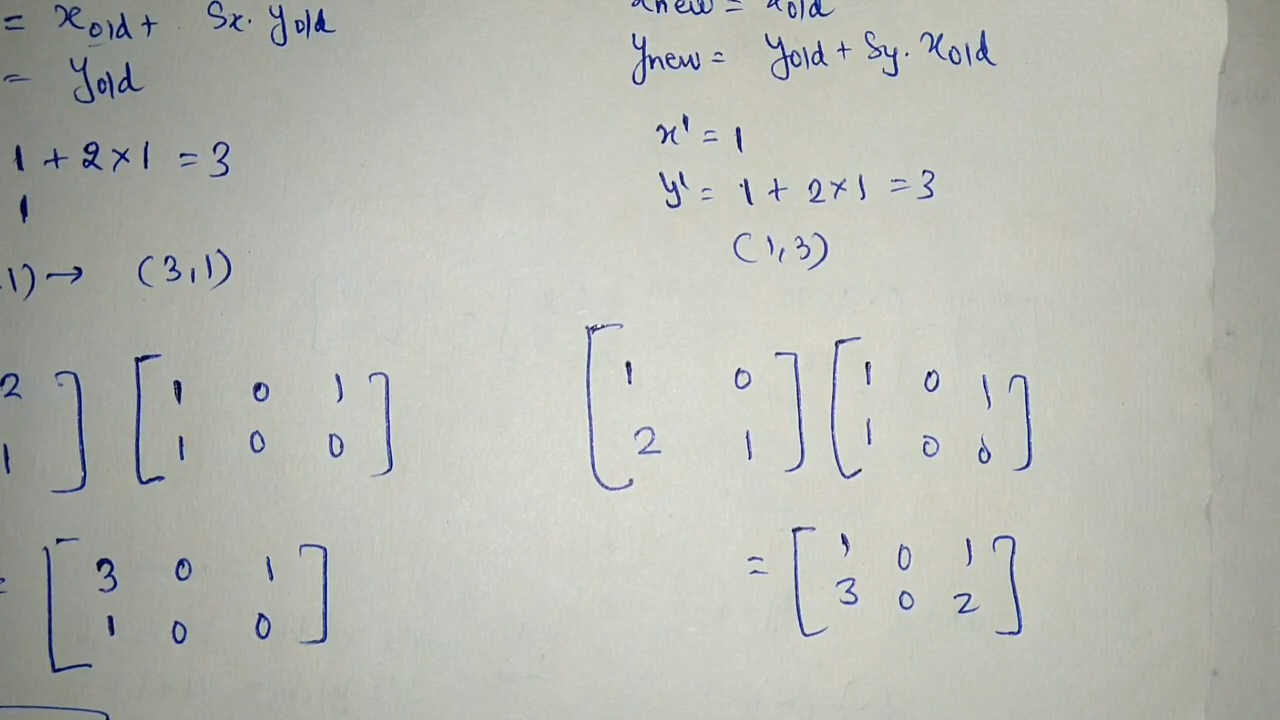 = xold + Sx. yold
= yold
1 + 2×1 = 3
1
1) → (3,1)
2 ] [ 1 0 1 ]
1 ] [ 1 0 0 ]
= [ 3 0 1 ]
[ 1 0 0 ]
xnew = xold
ynew = yold + Sy. xold
x' = 1
y' = 1 + 2×1 = 3
(1,3)
[ 1 0 ] [ 1 0 1 ]
[ 2 1 ] [ 1 0 0 ]
= [ 1 0 1 ]
[ 3 0 2 ]